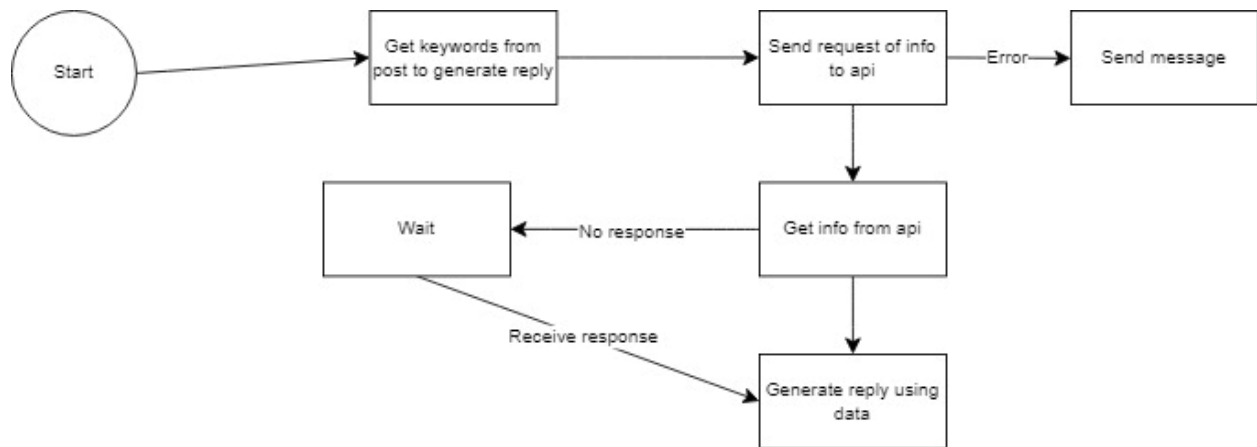 Start
Get keywords from
post to generate reply
Send request of info
to api
Error
Send message
Wait
No response
Get info from api
Receive response
Generate reply using
data